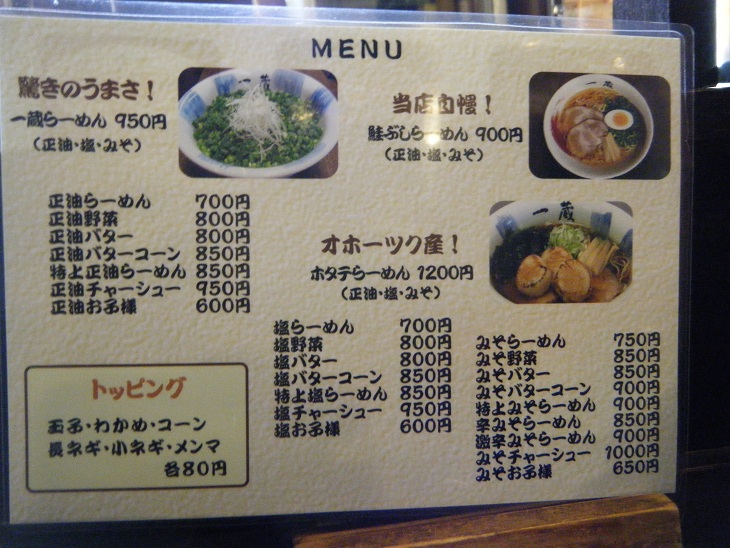 MENU
驚きのうまさ！
一蔵らーめん 950円
（正油・塩・みそ）
当店自慢！
鮭ぶしらーめん 900円
（正油・塩・みそ）
正油らーめん 700円
正油野菜 800円
正油バター 800円
正油バターコーン 850円
特上正油らーめん 850円
正油チャーシュー 950円
正油お子様 600円
オホーツク産！
ホタテらーめん 1200円
（正油・塩・みそ）
一蔵
塩らーめん 700円
塩野菜 800円
塩バター 800円
塩バターコーン 850円
特上塩らーめん 850円
塩チャーシュー 950円
塩お子様 600円
みそらーめん 750円
みそ野菜 850円
みそバター 850円
みそバターコーン 900円
特上みそらーめん 900円
辛みそらーめん 850円
激辛みそらーめん 900円
みそチャーシュー 1000円
みそお子様 650円
トッピング
玉子・わかめ・コーン
長ネギ・小ネギ・メンマ
各80円